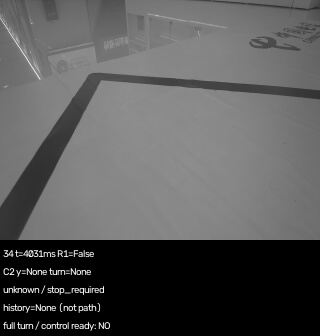 34 t=4031ms R1=False
C2 y=None turn=None
unknown / stop_required
history=None (not path)
full turn / control ready: NO